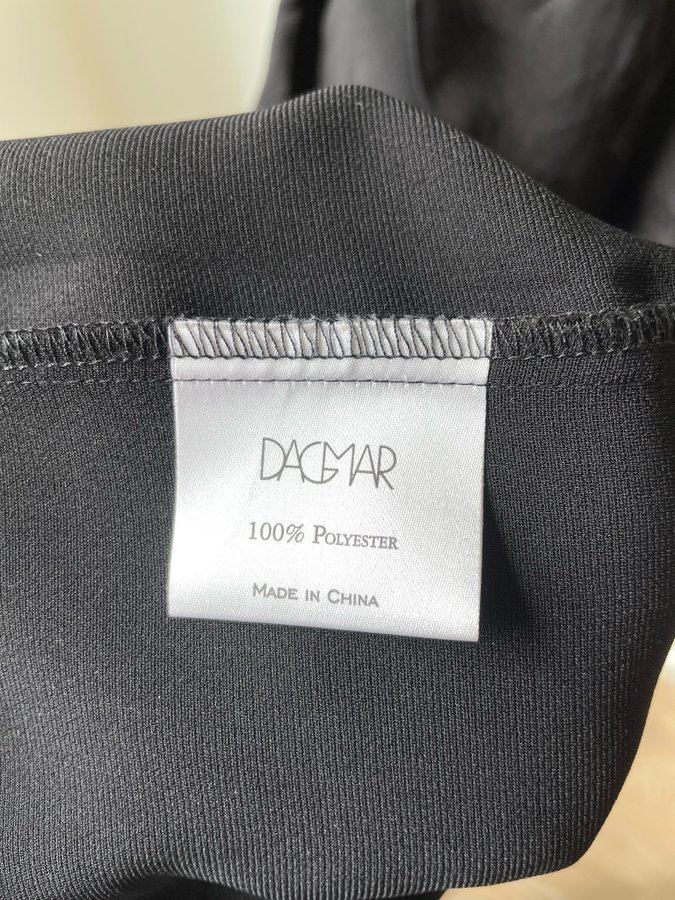 DAGMAR
100% Polyester
Made in China